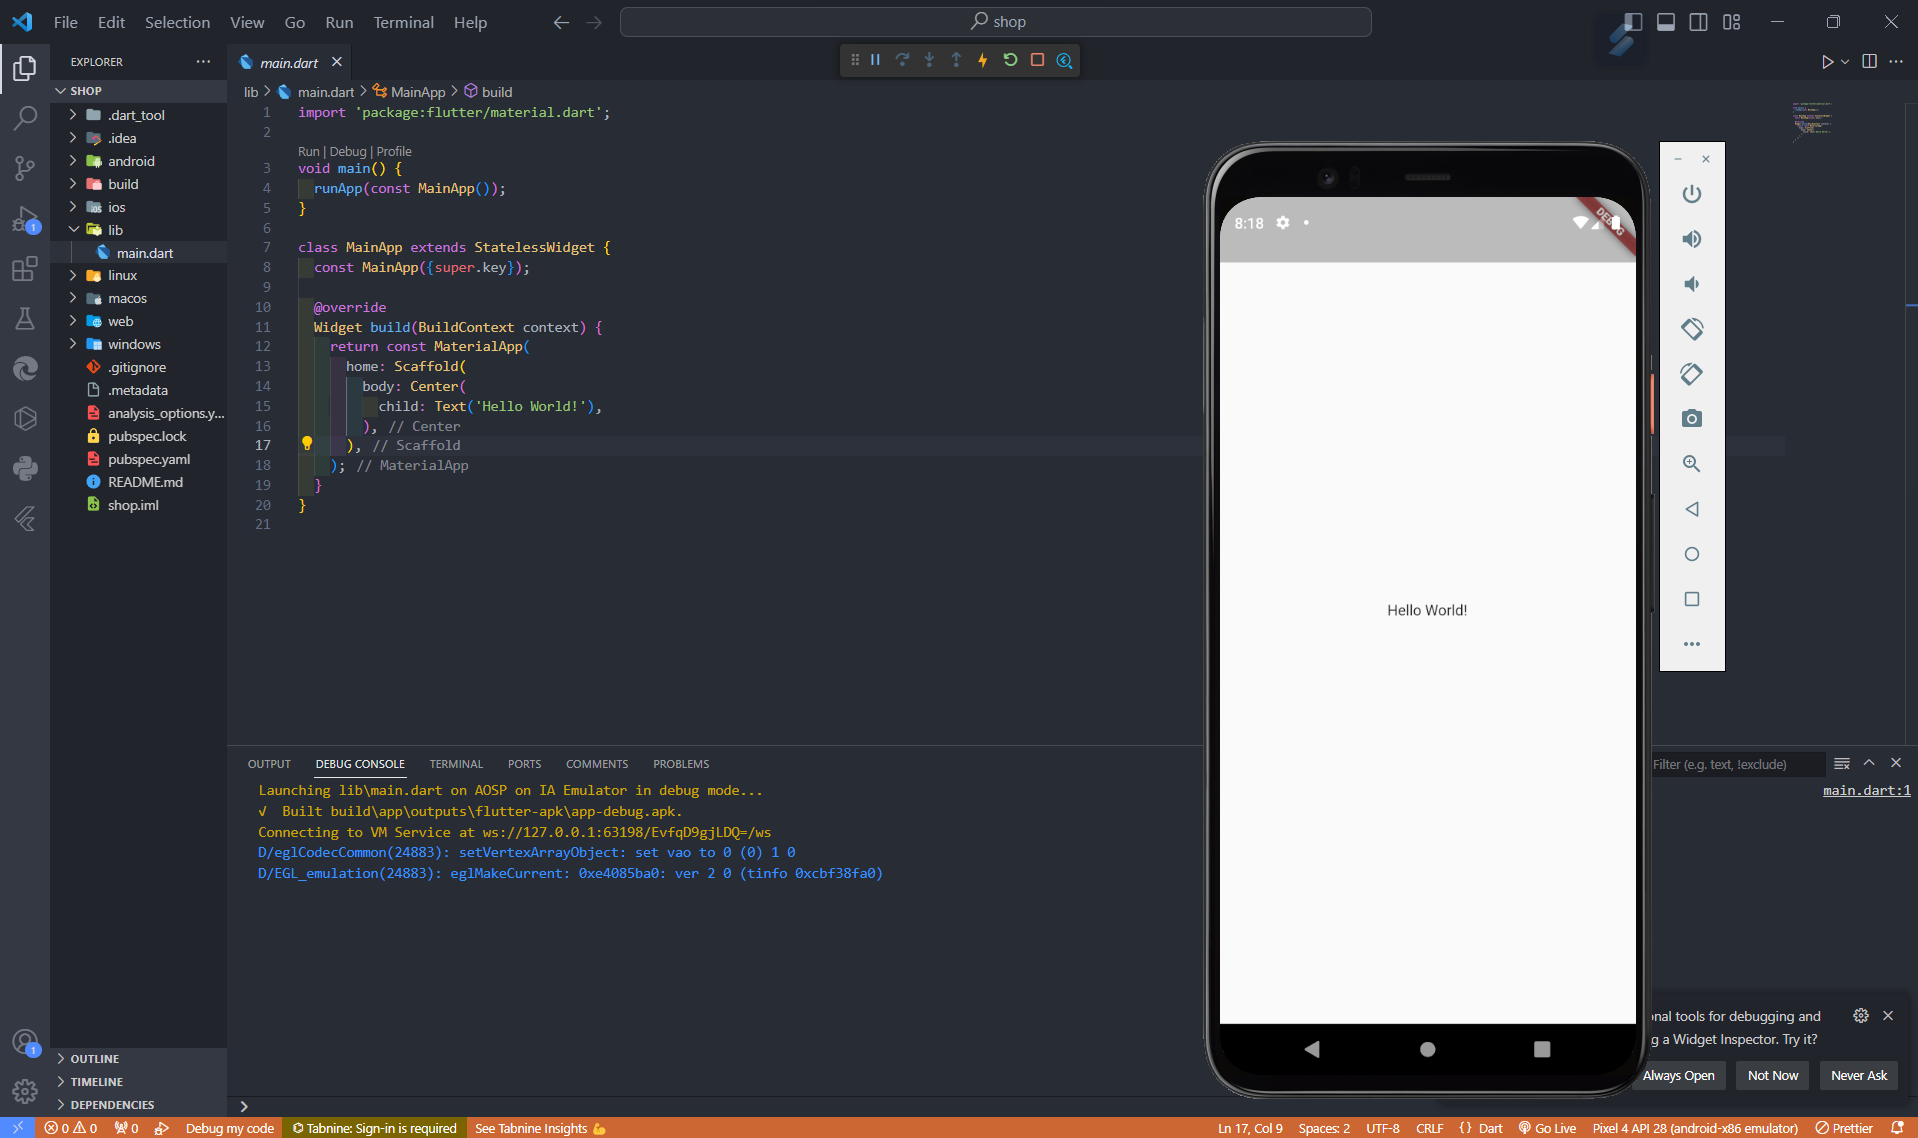 File Edit Selection View Go Run Terminal Help
shop
EXPLORER
SHOP
.dart_tool
.idea
android
build
ios
lib
main.dart
linux
macos
web
windows
.gitignore
.metadata
analysis_options.y...
pubspec.lock
pubspec.yaml
README.md
shop.iml
OUTLINE
TIMELINE
DEPENDENCIES
1
1
main.dart
lib > main.dart > MainApp > build
1 import 'package:flutter/material.dart';
2
Run | Debug | Profile
3 void main() {
4 runApp(const MainApp());
5 }
6
7 class MainApp extends StatelessWidget {
8 const MainApp({super.key});
9
10 @override
11 Widget build(BuildContext context) {
12 return const MaterialApp(
13 home: Scaffold(
14 body: Center(
15 child: Text('Hello World!'),
16 ), // Center
17 ), // Scaffold
18 ); // MaterialApp
19 }
20 }
21
8:18
DEBUG
Hello World!
OUTPUT DEBUG CONSOLE TERMINAL PORTS COMMENTS PROBLEMS
Filter (e.g. text, !exclude)
Launching lib\main.dart on AOSP on IA Emulator in debug mode...
main.dart:1
√ Built build\app\outputs\flutter-apk\app-debug.apk.
Connecting to VM Service at ws://127.0.0.1:63198/EvfqD9gjLDQ=/ws
D/eglCodecCommon(24883): setVertexArrayObject: set vao to 0 (0) 1 0
D/EGL_emulation(24883): eglMakeCurrent: 0xe4085ba0: ver 2 0 (tinfo 0xcbf38fa0)
nal tools for debugging and
g a Widget Inspector. Try it?
Always Open Not Now Never Ask
0 0 0 Debug my code Tabnine: Sign-in is required See Tabnine Insights Ln 17, Col 9 Spaces: 2 UTF-8 CRLF {} Dart Go Live Pixel 4 API 28 (android-x86 emulator) Prettier